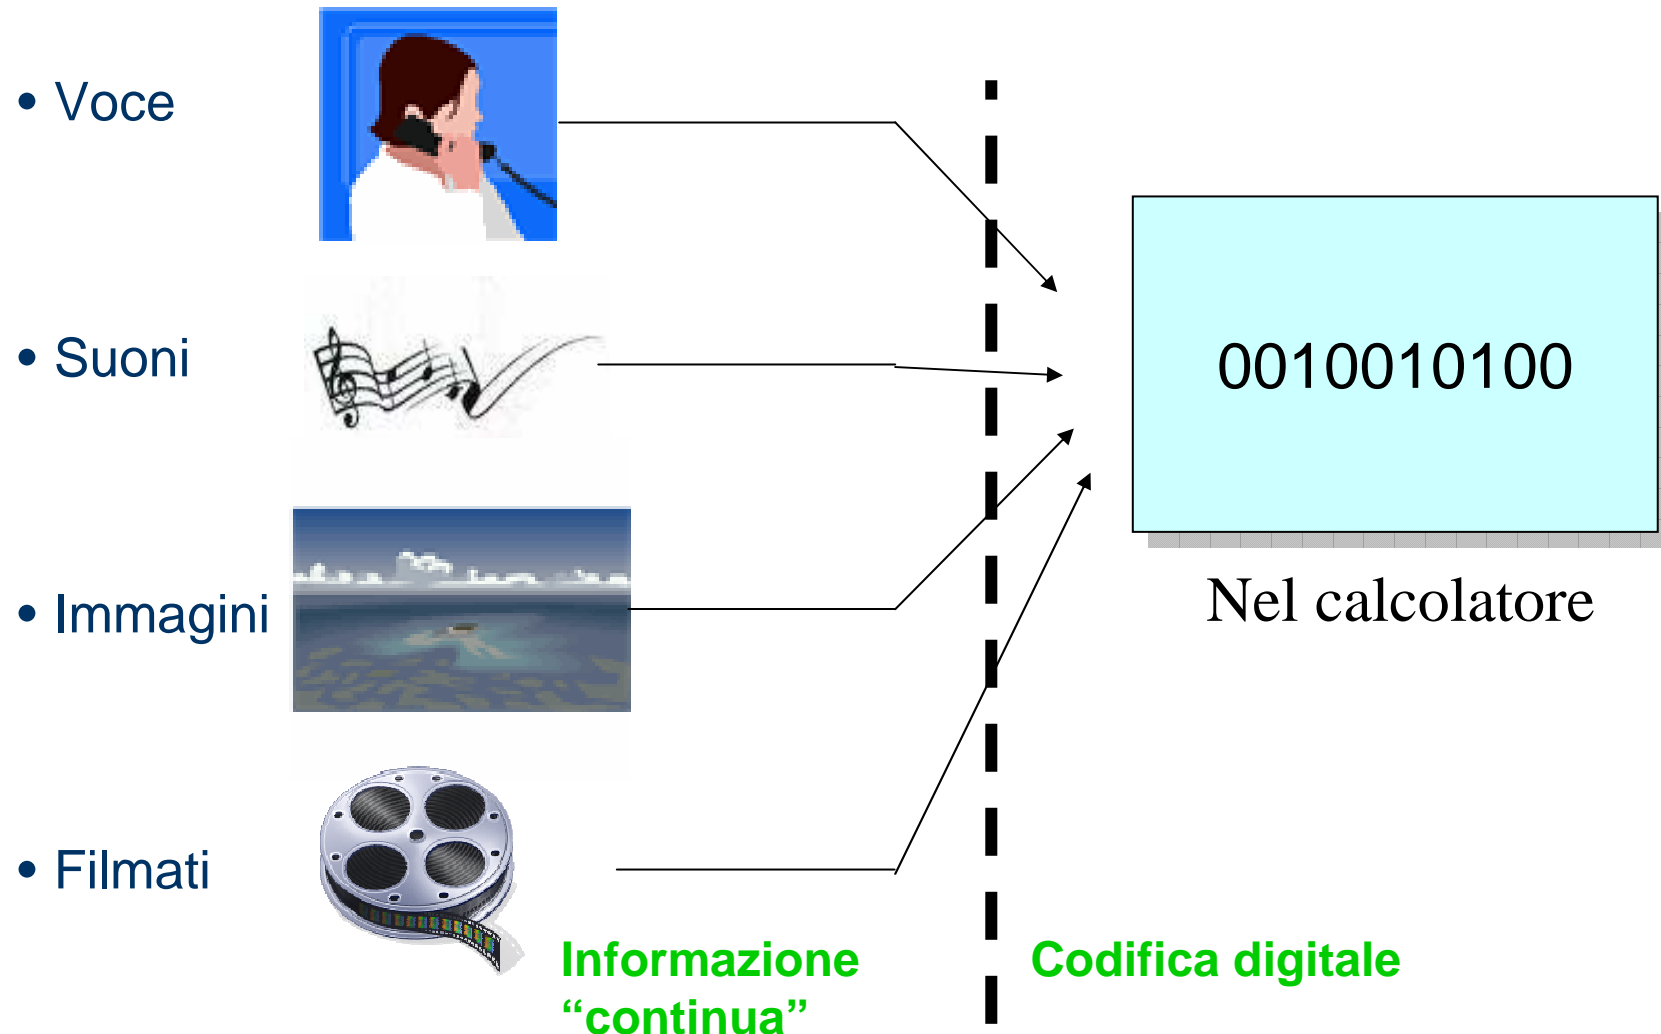 • Voce
• Suoni
• Immagini
• Filmati
0010010100
Nel calcolatore
Informazione
“continua”
Codifica digitale